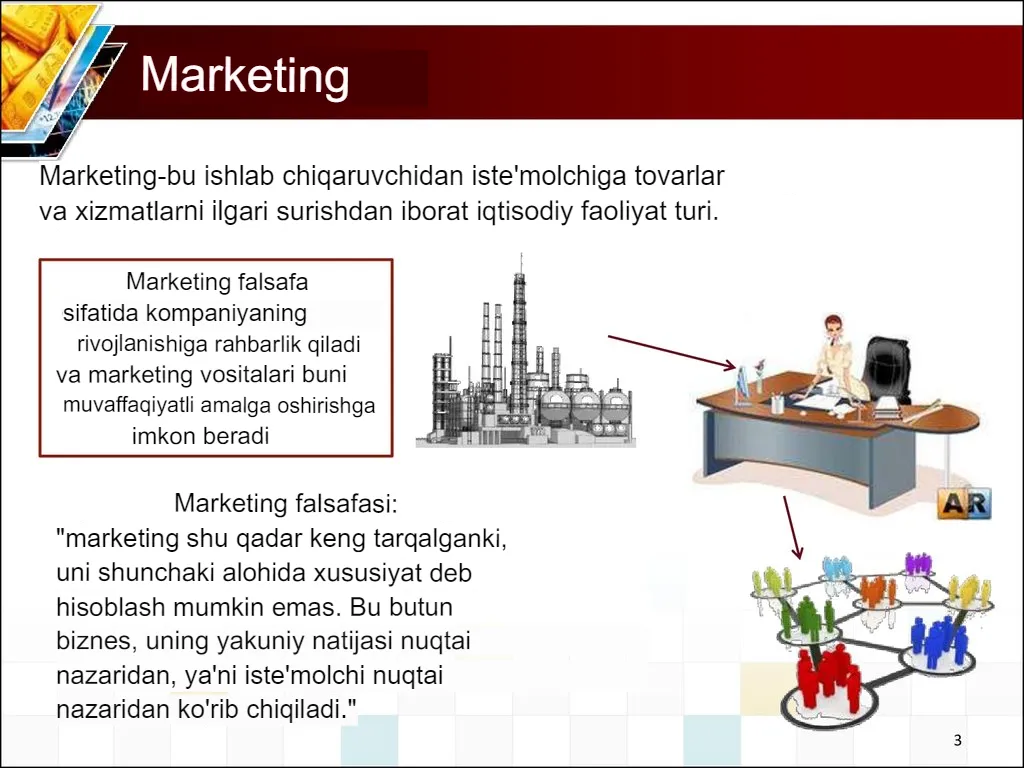 Marketing
Marketing-bu ishlab chiqaruvchidan iste'molchiga tovarlar
va xizmatlarni ilgari surishdan iborat iqtisodiy faoliyat turi.
Marketing falsafa
sifatida kompaniyaning
rivojlanishiga rahbarlik qiladi
va marketing vositalari buni
muvaffaqiyatli amalga oshirishga
imkon beradi
AR
Marketing falsafasi:
"marketing shu qadar keng tarqalganki,
uni shunchaki alohida xususiyat deb
hisoblash mumkin emas. Bu butun
biznes, uning yakuniy natijasi nuqtai
nazaridan, ya'ni iste'molchi nuqtai
nazaridan ko'rib chiqiladi."
3